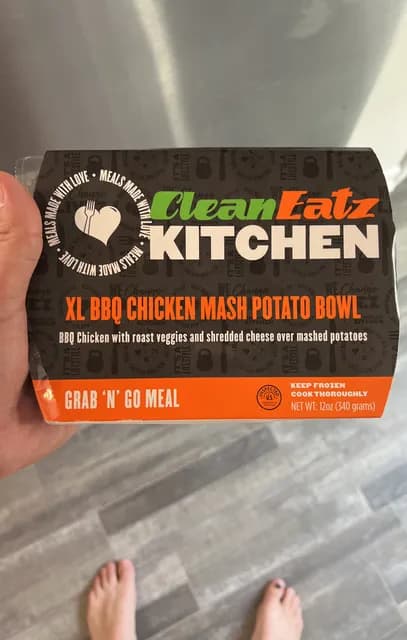 MEALS MADE WITH LOVE • MEALS MADE WITH LOVE • MEALS MADE WITH LOVE •
CleanEatz
KITCHEN
XL BBQ CHICKEN MASH POTATO BOWL
BBQ Chicken with roast veggies and shredded cheese over mashed potatoes
GRAB 'N' GO MEAL
KEEP FROZEN
COOK THOROUGHLY
NET WT: 12oz (340 grams)